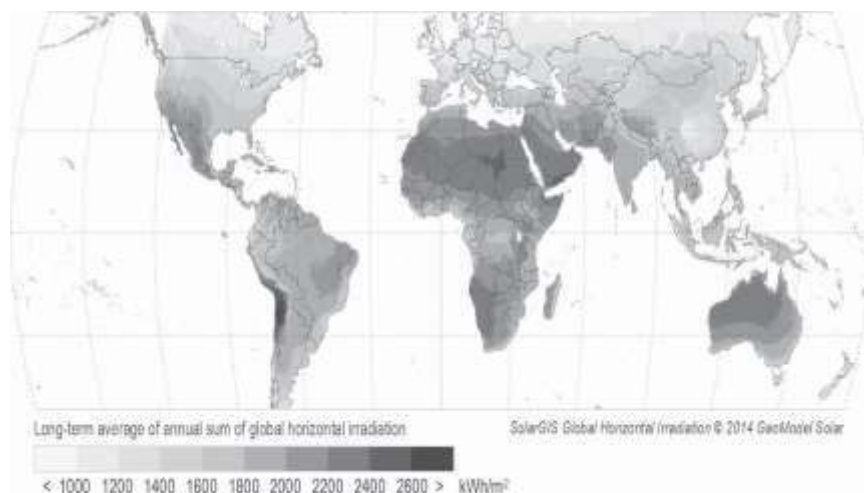 Long-term average of annual sum of global horizontal irradiation
SolarGIS Global Horizontal Irradiation © 2014 GeoModel Solar
< 1000 1200 1400 1600 1800 2000 2200 2400 2600 > kWh/m²